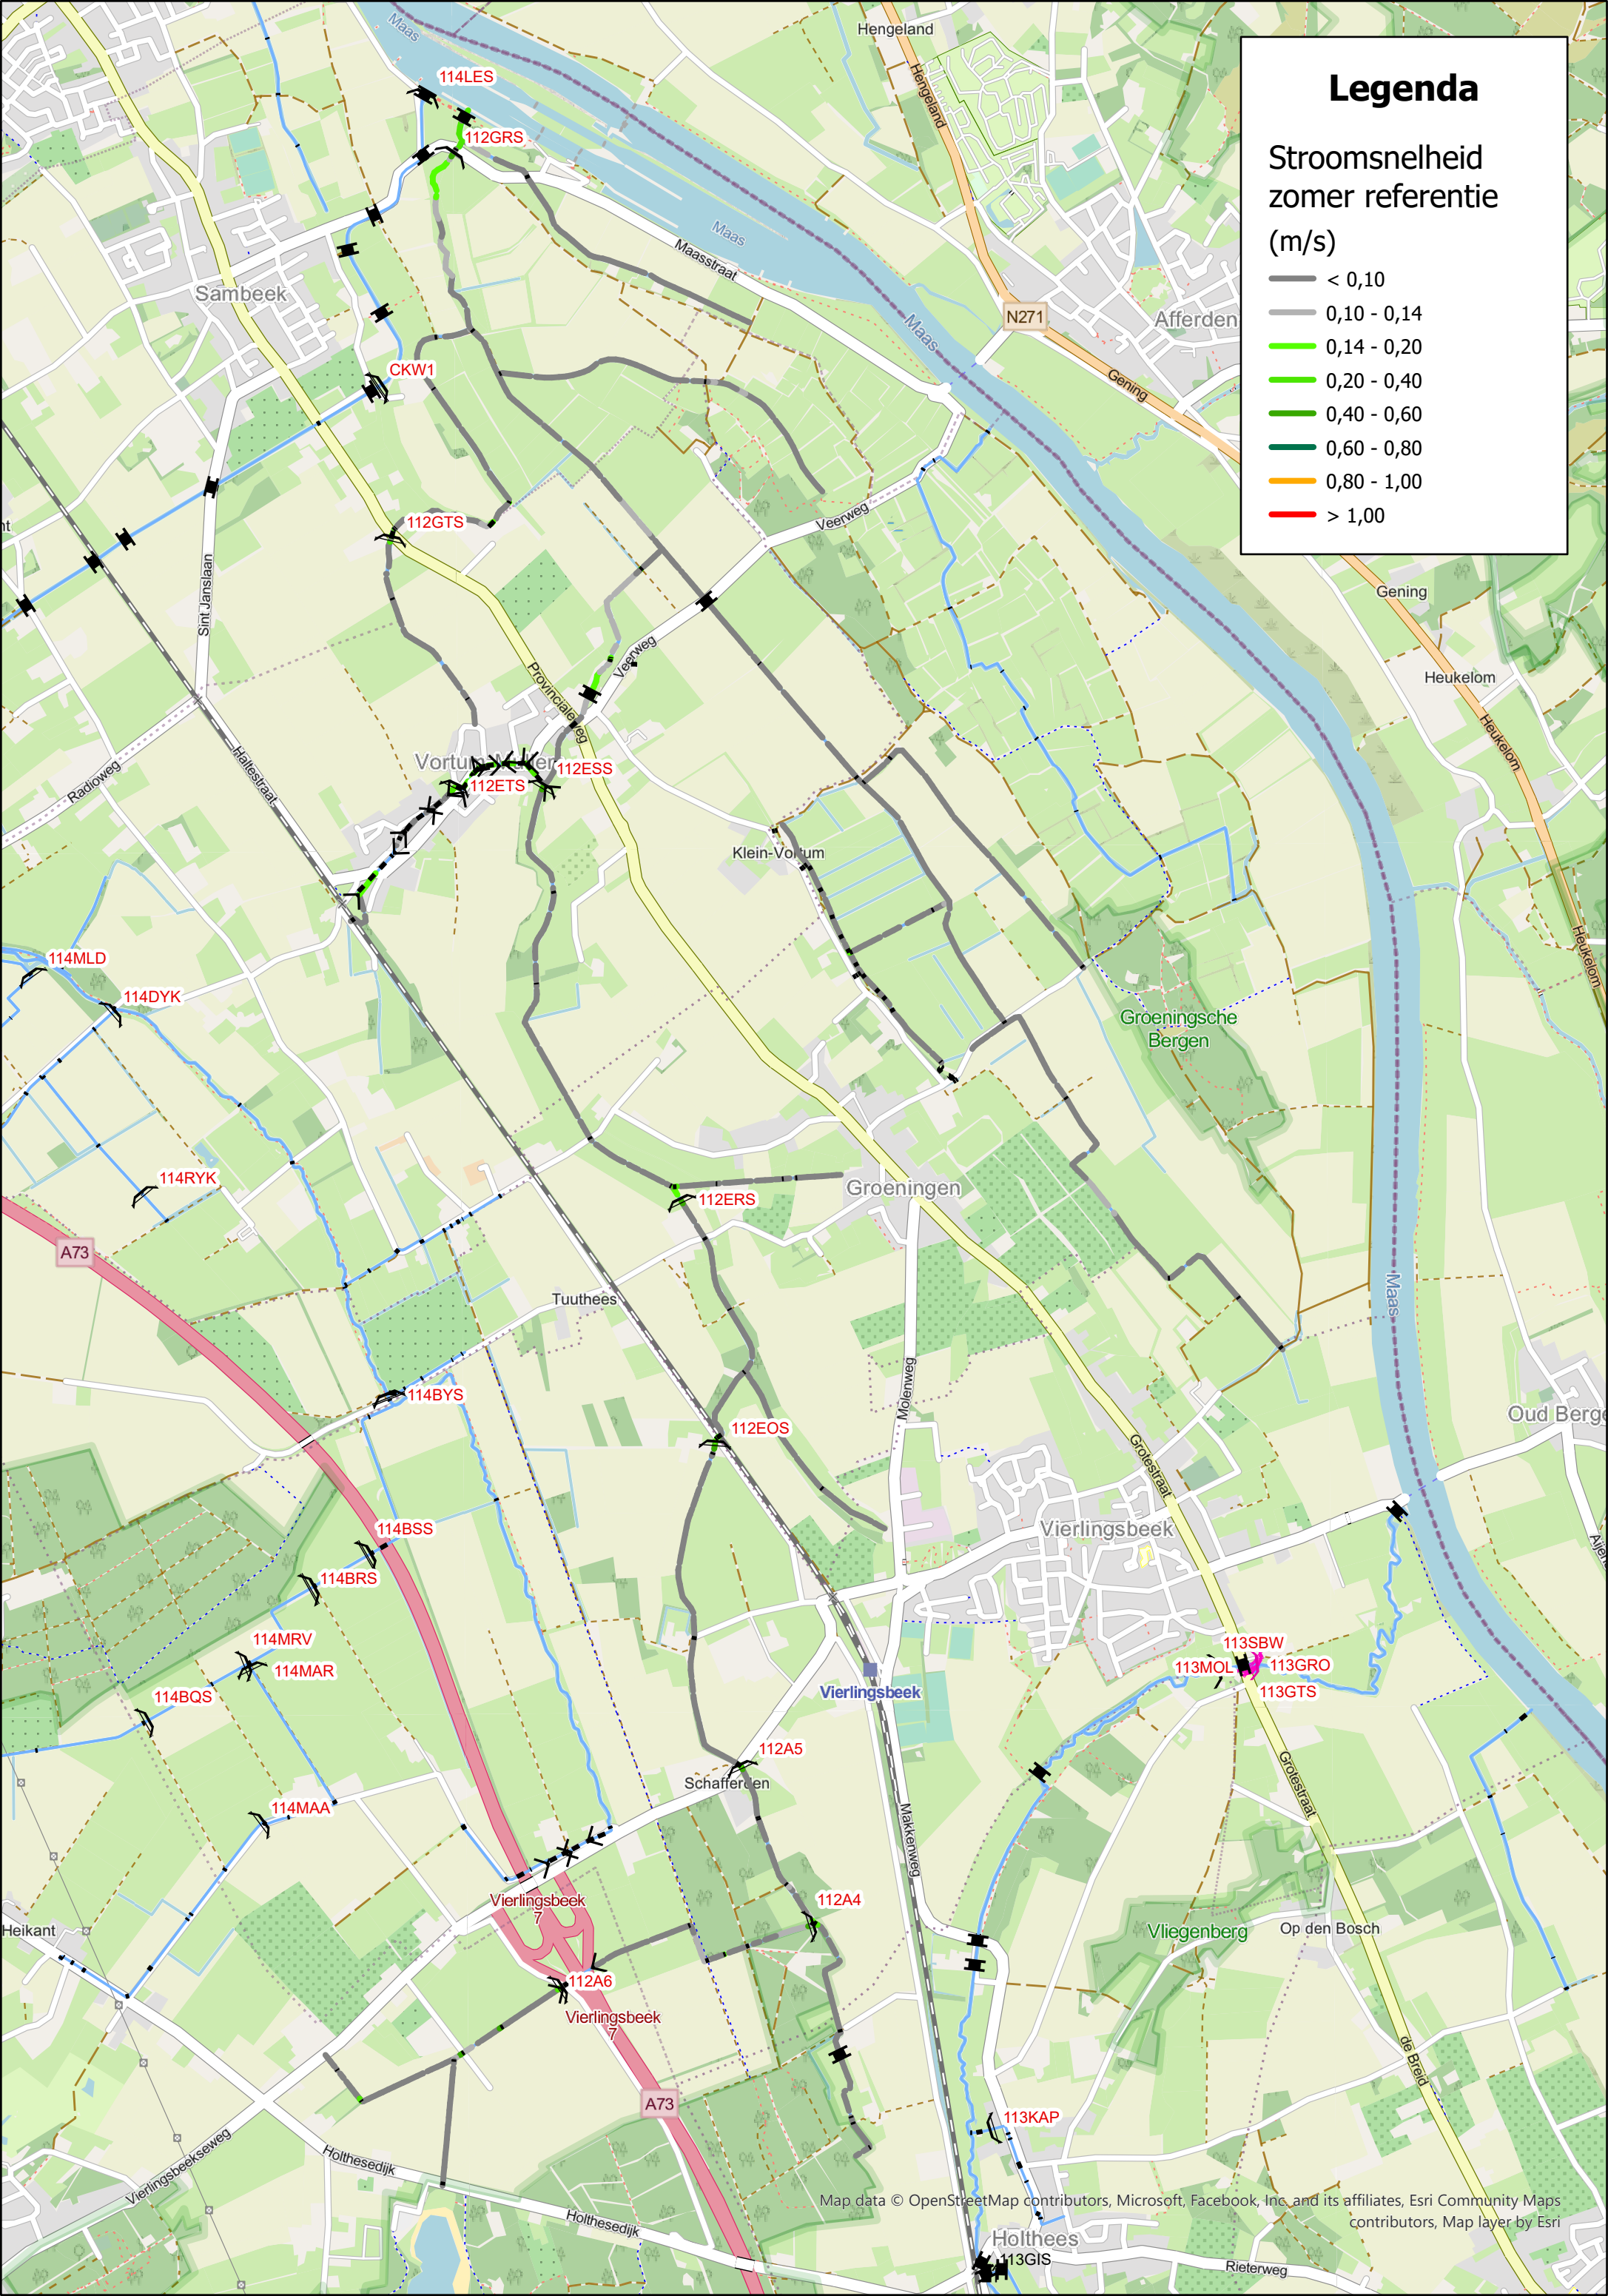 Legenda
Stroomsnelheid
zomer referentie
(m/s)
< 0,10
0,10 - 0,14
0,14 - 0,20
0,20 - 0,40
0,40 - 0,60
0,60 - 0,80
0,80 - 1,00
> 1,00
Maas
Hengeland
114LES
Hengeland
112GRS
Maas
Maasstraat
Sambeek
N271
Afferden
Maas
CKW1
Gening
112GTS
Veerweg
Sint Janslaan
Gening
Veerweg
Heukelom
Provincialeweg
Heukelom
Haltestraat
Radioweg
112ESS
112ETS
Klein-Vortum
Heukelom
114MLD
114DYK
Groeningsche
Bergen
114RYK
Groeningen
112ERS
A73
Maas
Tuuthees
Molenweg
114BYS
Oud Berge
112EOS
Grotestraat
114BSS
Vierlingsbeek
114BRS
114MRV
114MAR
113SBW
113MOL
113GRO
113GTS
114BQS
Vierlingsbeek
112A5
Schafferden
Grotestraat
114MAA
Makkenweg
112A4
Vierlingsbeek
7
Heikant
Vliegenberg
Op den Bosch
112A6
Vierlingsbeek
7
de Breid
A73
113KAP
Vierlingsbeekseweg
Holthesedijk
Holthesedijk
Map data © OpenStreetMap contributors, Microsoft, Facebook, Inc. and its affiliates, Esri Community Maps
contributors, Map layer by Esri
Holthees
113GIS
Rieterweg